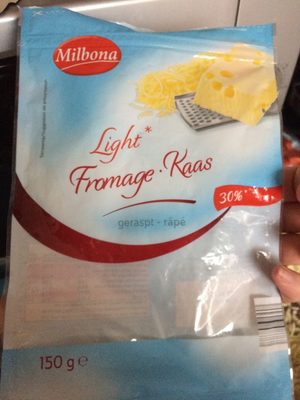 Milbona
Light*
Fromage · Kaas
30%*
geraspt - râpé
150 g e